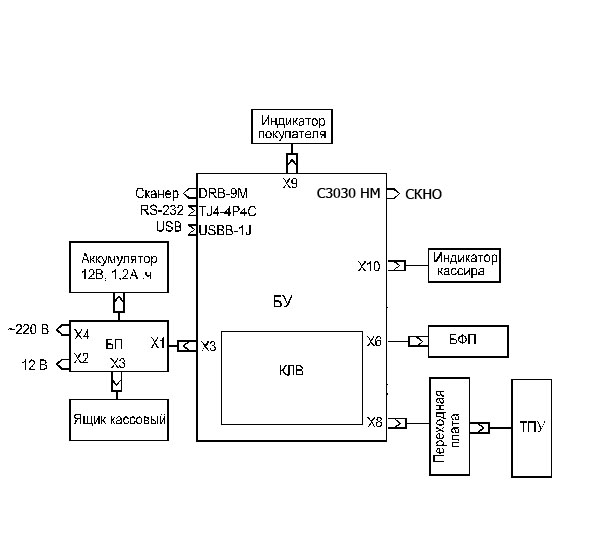 Индикатор
покупателя
X9
Сканер DRB-9M
C3030 HM СКНО
RS-232 TJ4-4P4C
USB USBB-1J
Аккумулятор
12В, 1,2А .ч
X10
Индикатор
кассира
БУ
~220 В X4
БП
X1
X3
12 В X2
X3
X6
БФП
КЛВ
Ящик кассовый
X8
Переходная
плата
ТПУ